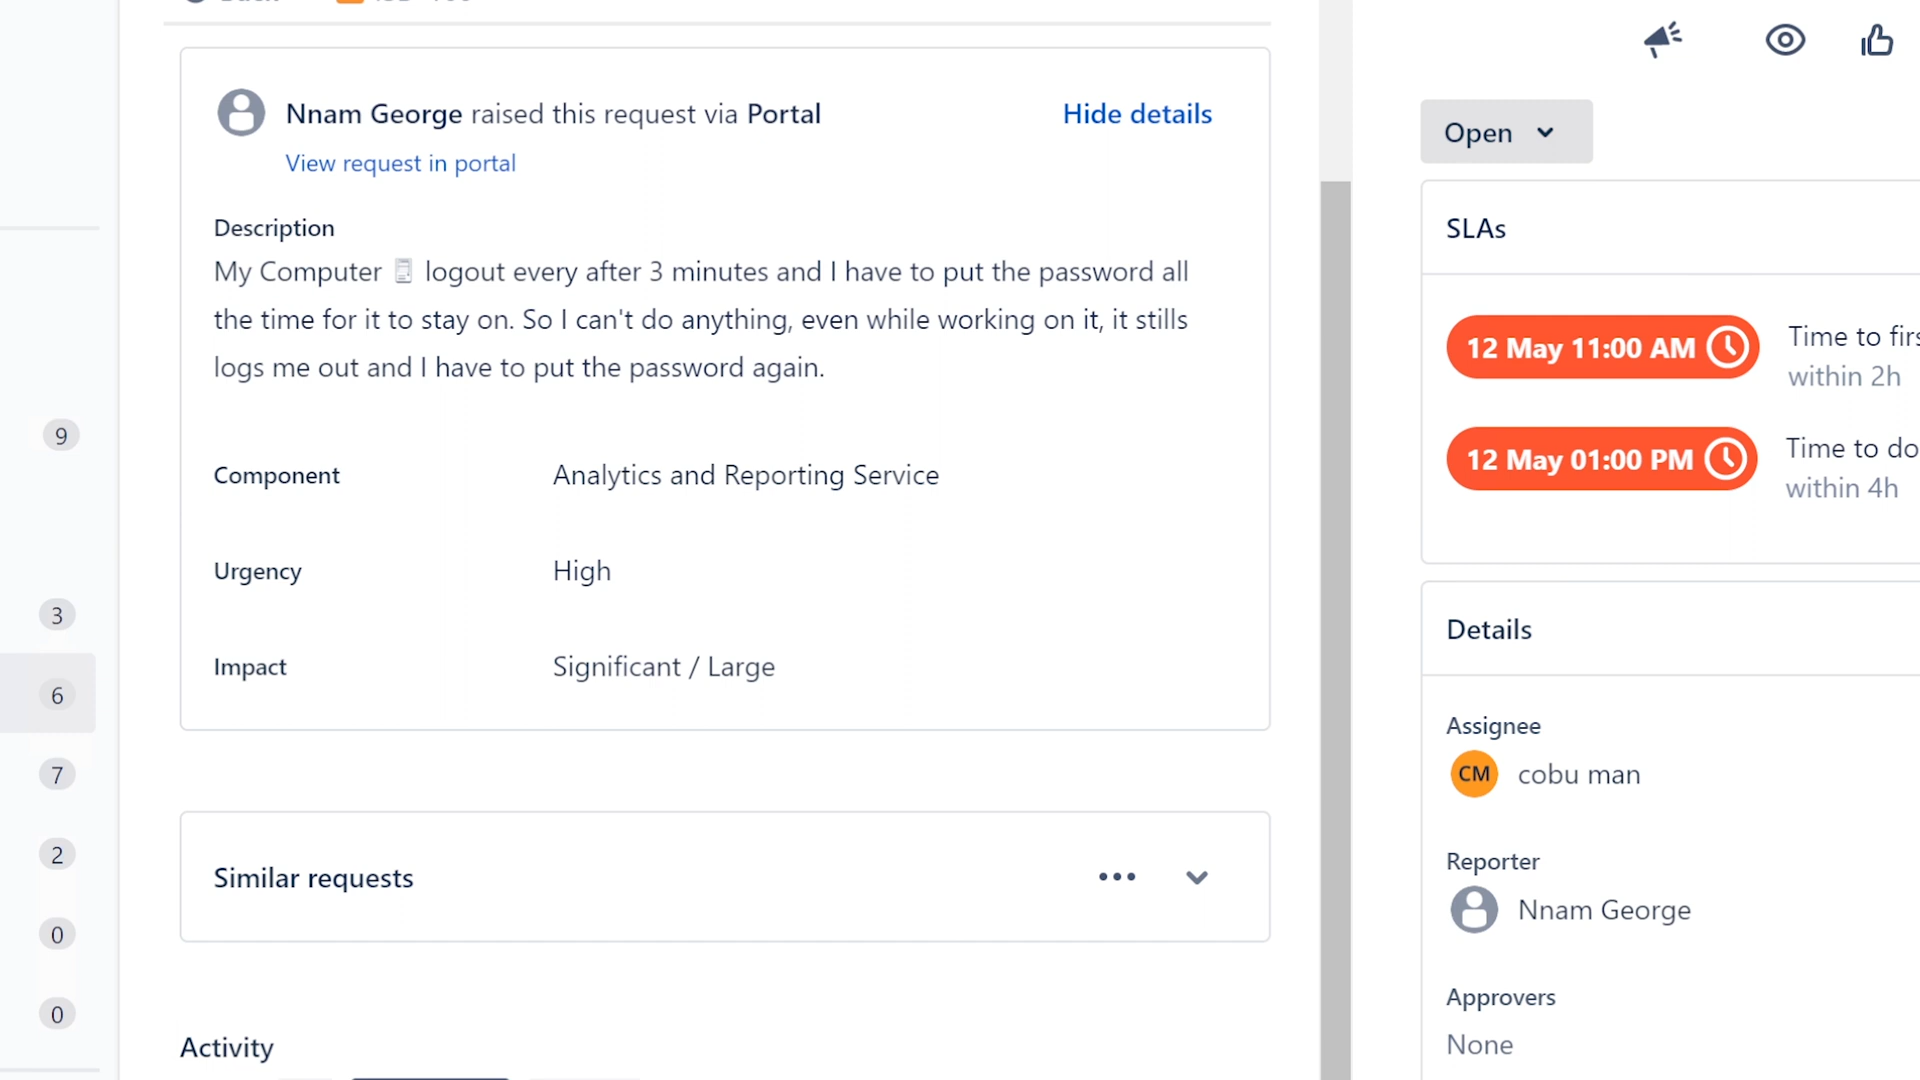 Nnam George raised this request via Portal
Hide details
View request in portal
Description
My Computer logout every after 3 minutes and I have to put the password all
the time for it to stay on. So I can't do anything, even while working on it, it stills
logs me out and I have to put the password again.
Component
Analytics and Reporting Service
Urgency
High
Impact
Significant / Large
Similar requests
Activity
9
3
6
7
2
0
0
Open
SLAs
12 May 11:00 AM
Time to
within 2h
12 May 01:00 PM
Time to
within 4h
Details
Assignee
CM cobu man
Reporter
Nnam George
Approvers
None